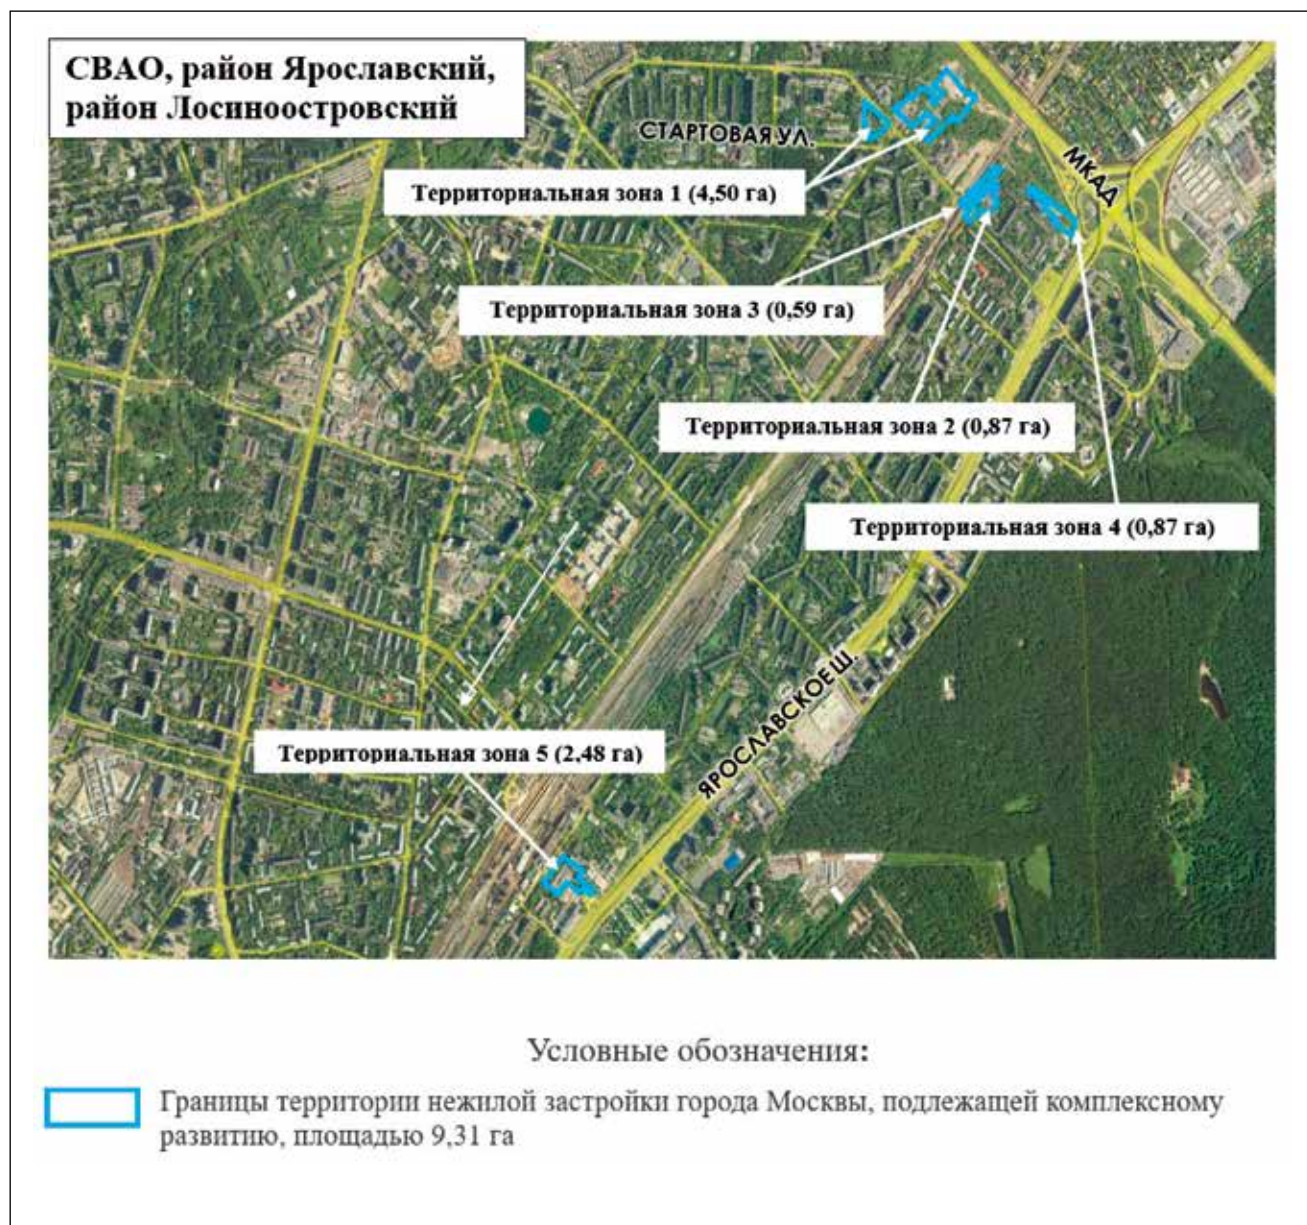 СВАО, район Ярославский,
район Лосиноостровский
СТАРТОВАЯ УЛ.
МКАД
Территориальная зона 1 (4,50 га)
Территориальная зона 3 (0,59 га)
Территориальная зона 2 (0,87 га)
Территориальная зона 4 (0,87 га)
ЯРОСЛАВСКОЕ Ш.
Территориальная зона 5 (2,48 га)
Условные обозначения:
Границы территории нежилой застройки города Москвы, подлежащей комплексному
развитию, площадью 9,31 га